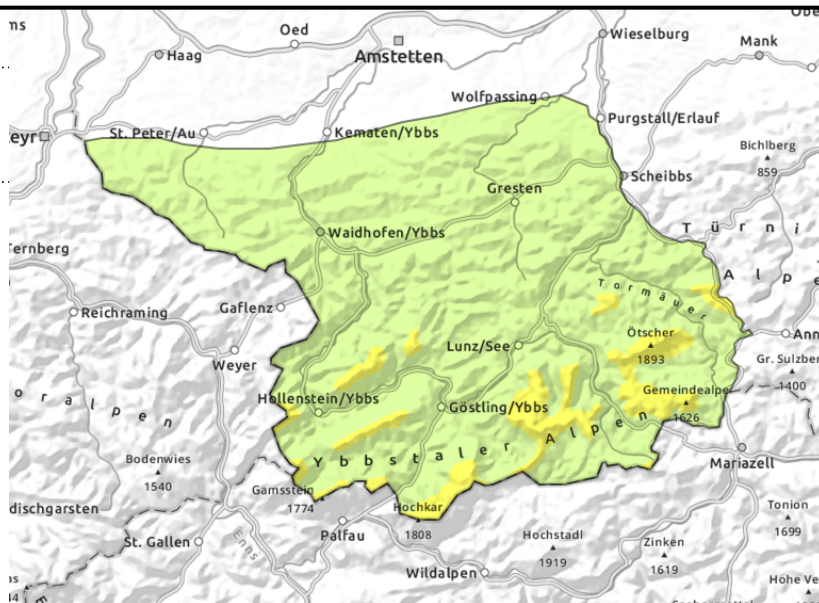 Oed
Wieselburg
Haag
Amstetten
Mank
Wolfpassing
Purgstall/Erlauf
St. Peter/Au
Kematen/Ybbs
Bichlberg
859
Scheibbs
Gresten
Waidhofen/Ybbs
Türni
Alpe
Tormäuer
Gaflenz
Reichraming
Ötscher
1893
Lunz/See
Weyer
Gr. Sulzber
1400
Gemeindealpe
1626
Hollenstein/Ybbs
Göstling/Ybbs
oralpen
Ybbstaler Alpen
Mariazell
Bodenwies
1540
Gamsstein
1774
Hochkar
1808
dischgarsten
Palfau
St. Gallen
Enns
Hochstadl
1919
Zinken
1619
Tonion
1699
Wildalpen
Höhe Ve